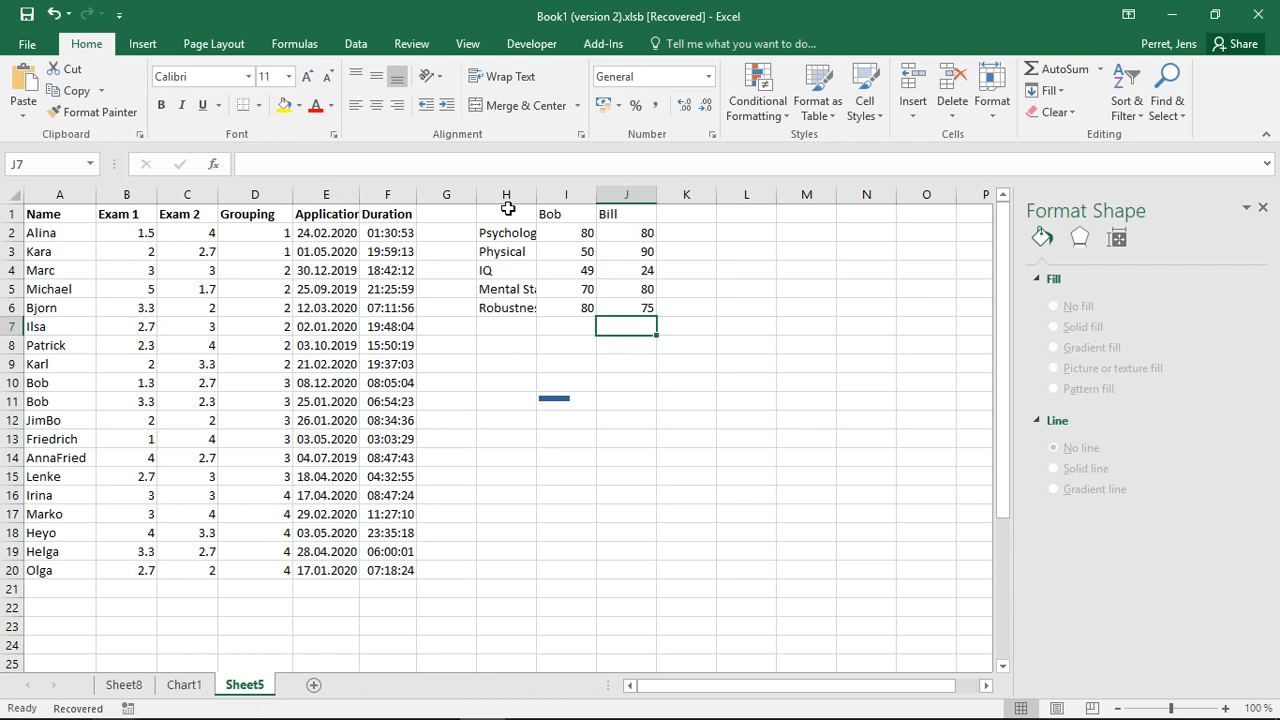 Book1 (version 2).xlsb [Recovered] - Excel
File Home Insert Page Layout Formulas Data Review View Developer Add-Ins Tell me what you want to do... Perret, Jens Share
Paste
Cut
Copy
Format Painter
Clipboard
Calibri 11
B I U A
Font
Wrap Text
Merge & Center
Alignment
General
%
Number
Conditional Formatting
Format as Table
Cell Styles
Styles
Insert
Delete
Format
Cells
AutoSum
Fill
Clear
Sort & Filter
Find & Select
Editing
J7 fx
A B C D E F G H I J K L M N O P
1 Name Exam 1 Exam 2 Grouping Application Duration Bob Bill
2 Alina 1.5 4 1 24.02.2020 01:30:53 Psycholog 80 80
3 Kara 2 2.7 1 01.05.2020 19:59:13 Physical 50 90
4 Marc 3 3 2 30.12.2019 18:42:12 IQ 49 24
5 Michael 5 1.7 2 25.09.2019 21:25:59 Mental Sta 70 80
6 Bjorn 3.3 2 2 12.03.2020 07:11:56 Robustnes 80 75
7 Ilsa 2.7 3 2 02.01.2020 19:48:04
8 Patrick 2.3 4 2 03.10.2019 15:50:19
9 Karl 2 3.3 2 21.02.2020 19:37:03
10 Bob 1.3 2.7 3 08.12.2020 08:05:04
11 Bob 3.3 2.3 3 25.01.2020 06:54:23
12 JimBo 2 2 3 26.01.2020 08:34:36
13 Friedrich 1 4 3 03.05.2020 03:03:29
14 AnnaFried 4 2.7 3 04.07.2019 08:47:43
15 Lenke 2.7 3 3 18.04.2020 04:32:55
16 Irina 3 3 4 17.04.2020 08:47:24
17 Marko 3 4 4 29.02.2020 11:27:10
18 Heyo 4 3.3 4 03.05.2020 23:35:18
19 Helga 3.3 2.7 4 28.04.2020 06:00:01
20 Olga 2.7 2 4 17.01.2020 07:18:24
21
22
23
24
25
Format Shape
Fill
No fill
Solid fill
Gradient fill
Picture or texture fill
Pattern fill
Line
No line
Solid line
Gradient line
Sheet8 Chart1 Sheet5
Ready Recovered 100 %